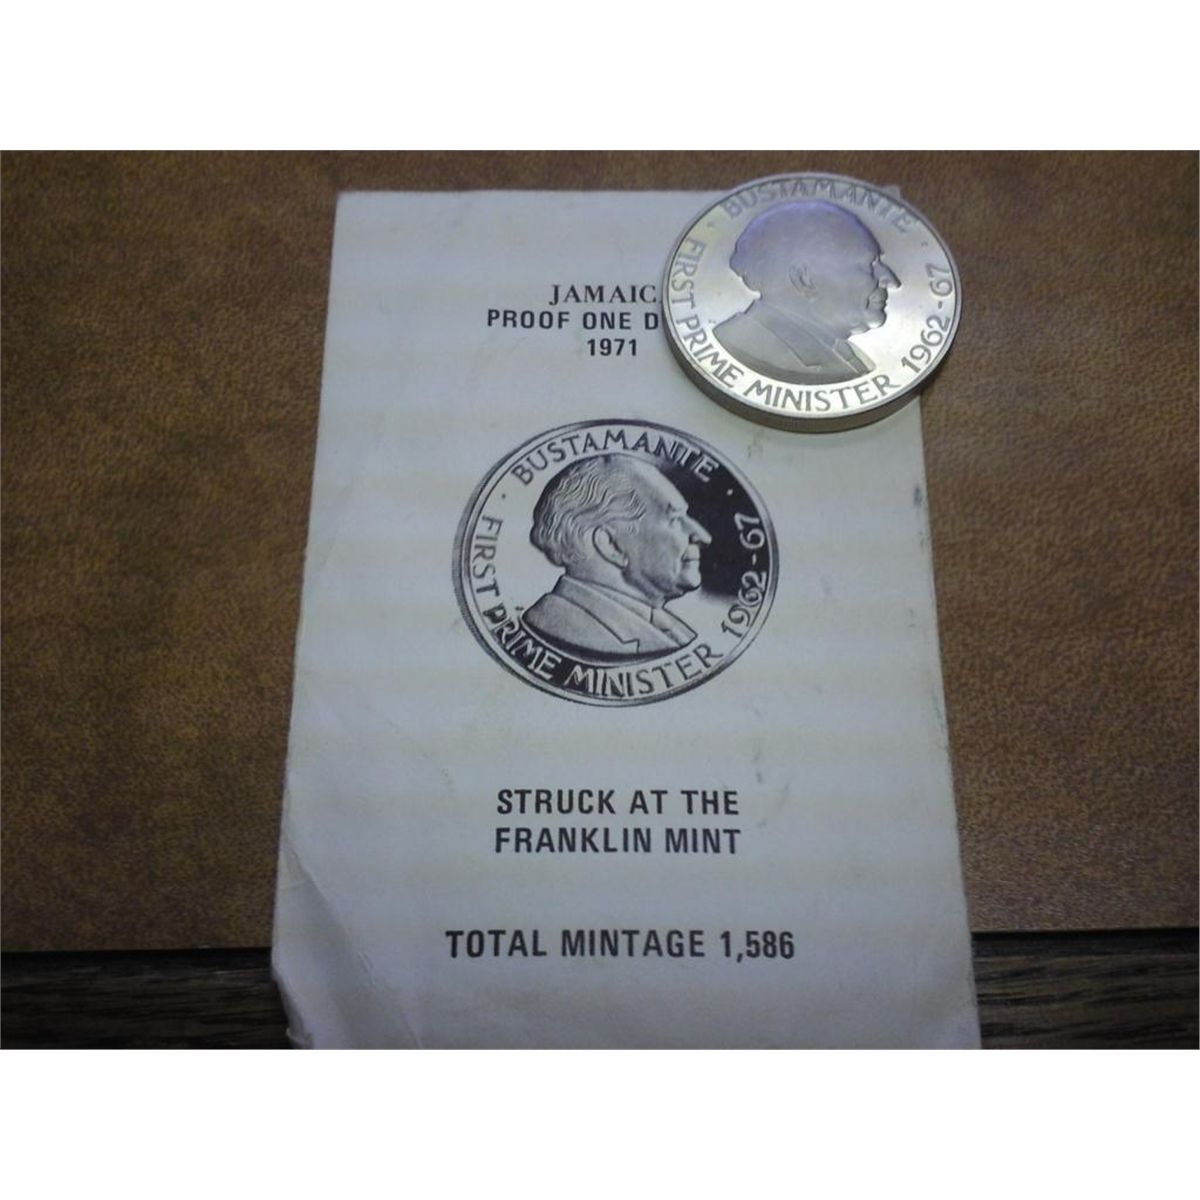 JAMAIC
PROOF ONE D
1971
BUSTAMANTE
FIRST PRIME MINISTER 1962-67
BUSTAMANTE
FIRST PRIME MINISTER 1962-67
STRUCK AT THE
FRANKLIN MINT
TOTAL MINTAGE 1,586